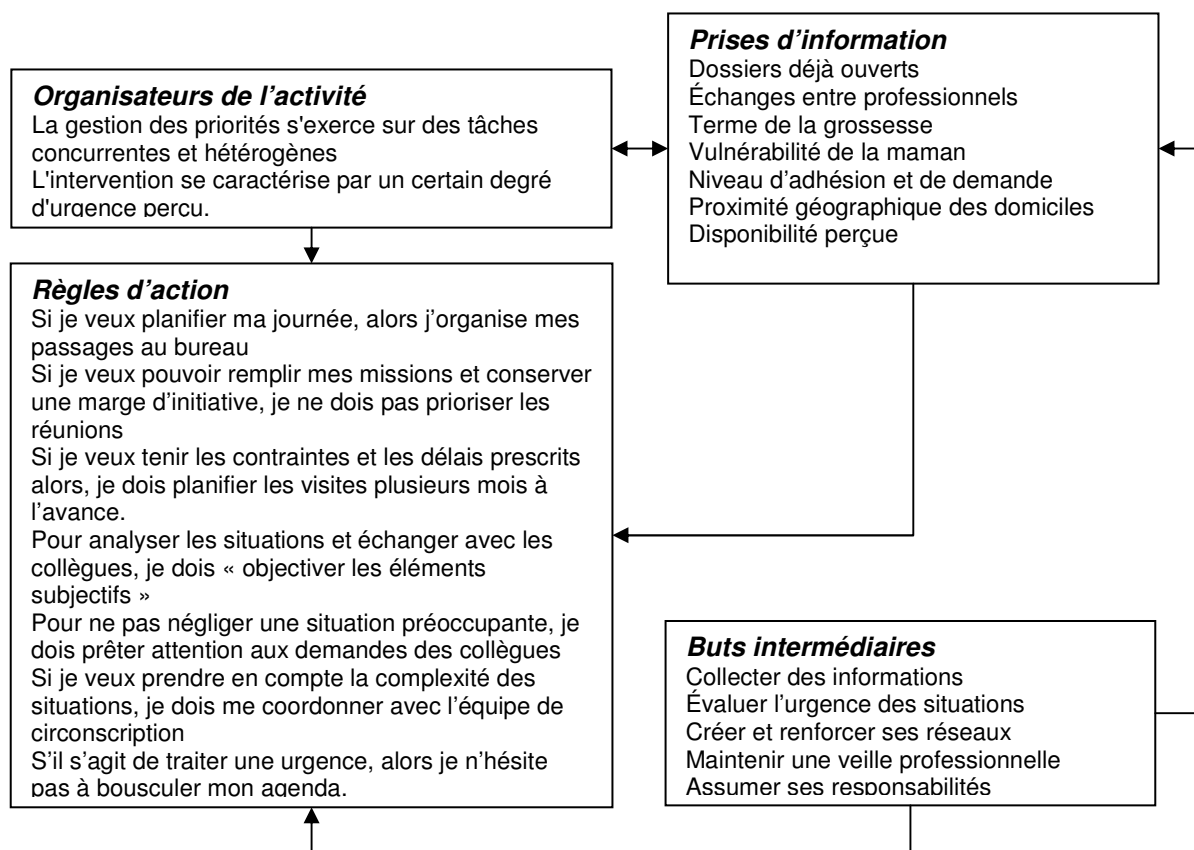 Organisateurs de l’activité
La gestion des priorités s'exerce sur des tâches
concurrentes et hétérogènes
L'intervention se caractérise par un certain degré
d'urgence perçu.
Prises d’information
Dossiers déjà ouverts
Échanges entre professionnels
Terme de la grossesse
Vulnérabilité de la maman
Niveau d’adhésion et de demande
Proximité géographique des domiciles
Disponibilité perçue
Règles d’action
Si je veux planifier ma journée, alors j’organise mes
passages au bureau
Si je veux pouvoir remplir mes missions et conserver
une marge d’initiative, je ne dois pas prioriser les
réunions
Si je veux tenir les contraintes et les délais prescrits
alors, je dois planifier les visites plusieurs mois à
l’avance.
Pour analyser les situations et échanger avec les
collègues, je dois « objectiver les éléments
subjectifs »
Pour ne pas négliger une situation préoccupante, je
dois prêter attention aux demandes des collègues
Si je veux prendre en compte la complexité des
situations, je dois me coordonner avec l’équipe de
circonscription
S’il s’agit de traiter une urgence, alors je n’hésite
pas à bousculer mon agenda.
Buts intermédiaires
Collecter des informations
Évaluer l’urgence des situations
Créer et renforcer ses réseaux
Maintenir une veille professionnelle
Assumer ses responsabilités